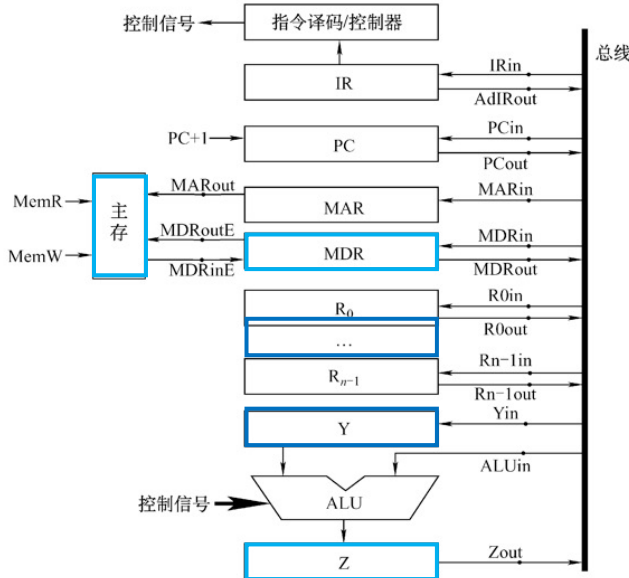 控制信号
指令译码/控制器
总线
IRin
IR
AdIRout
PC+1
PCin
PC
PCout
MARout
MARin
MemR
主存
MAR
MDRoutE
MDRin
MemW
MDR
MDRinE
MDRout
R0in
R0
R0out
…
Rn-1in
Rn-1
Rn-1out
Yin
Y
ALUin
控制信号
ALU
Zout
Z